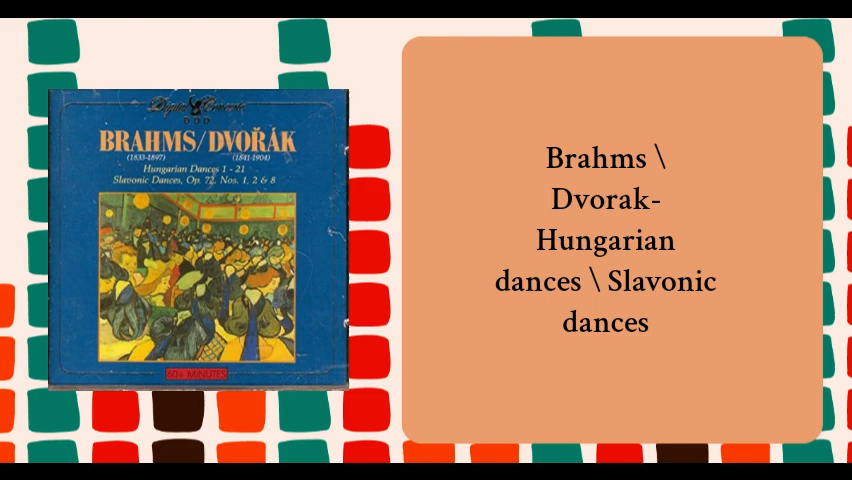 Digital Concerto
DDD
BRAHMS/DVOŘÁK
(1833-1897) (1841-1904)
Hungarian Dances 1 - 21
Slavonic Dances, Op. 72, Nos. 1, 2 & 8
60+ MINUTES
Brahms \
Dvorak-
Hungarian
dances \ Slavonic
dances